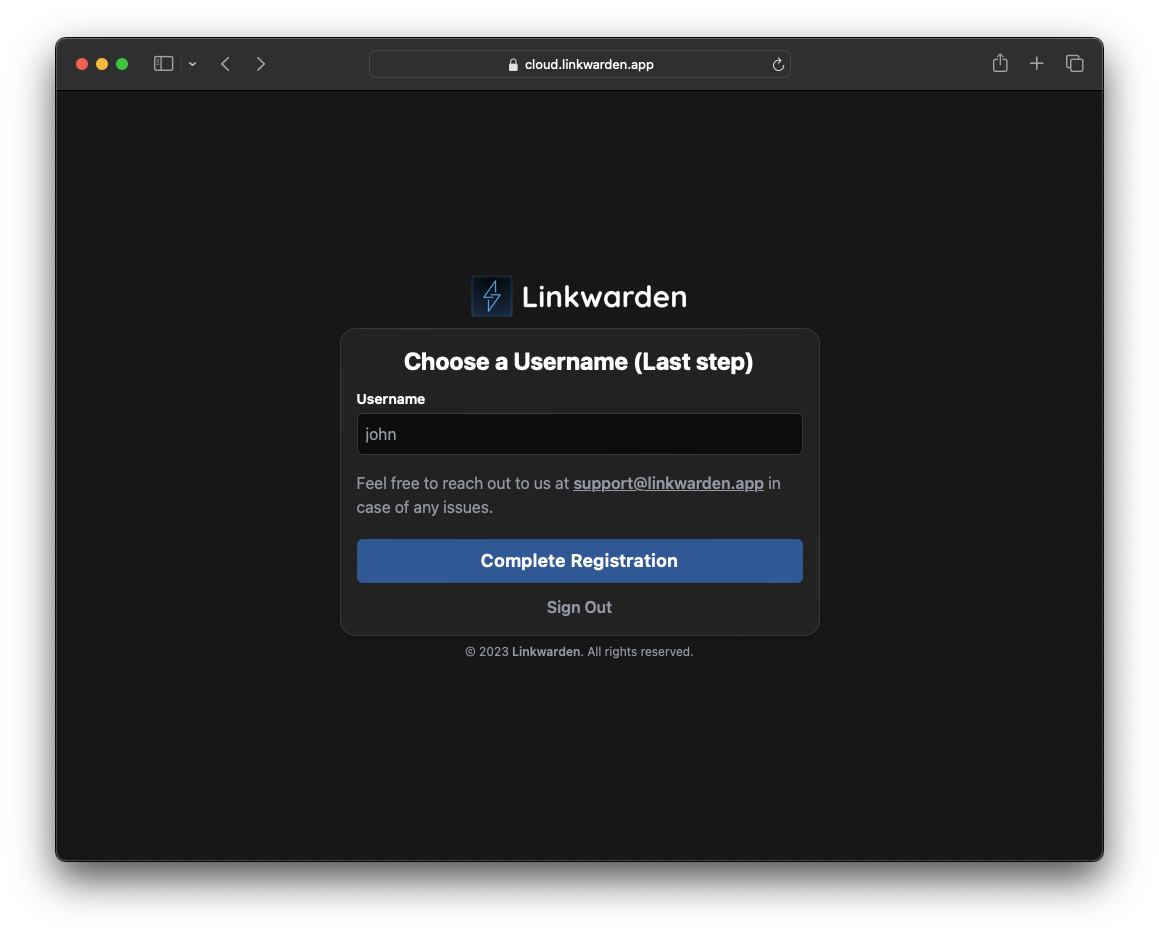 cloud.linkwarden.app
Linkwarden
Choose a Username (Last step)
Username
john
Feel free to reach out to us at support@linkwarden.app in
case of any issues.
Complete Registration
Sign Out
© 2023 Linkwarden. All rights reserved.